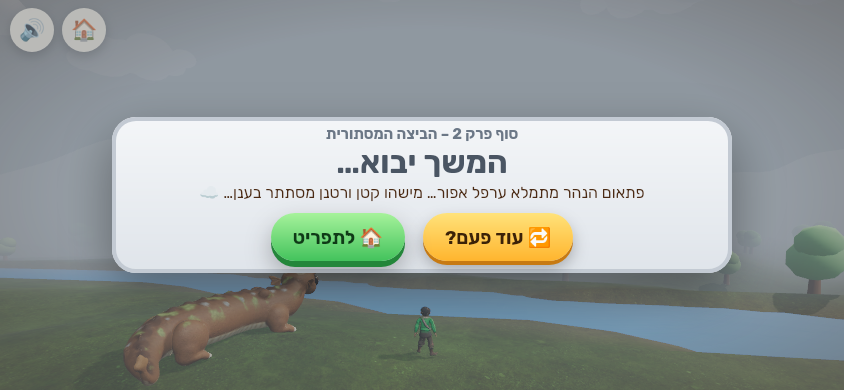 סוף פרק 2 – הביצה המסתורית
המשך יבוא...
פתאום הנהר מתמלא ערפל אפור... מישהו קטן ורטנן מסתתר בענן... ☁️
🔁 עוד פעם?
🏠 לתפריט